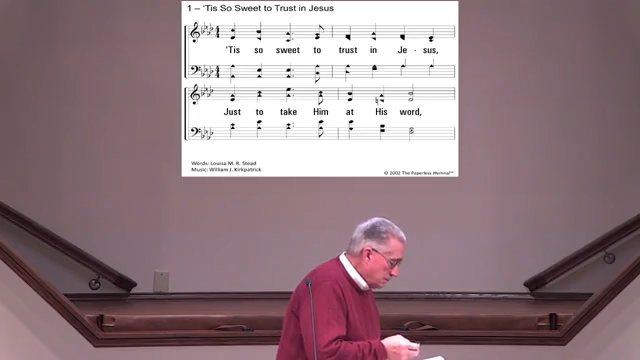 1 – 'Tis So Sweet to Trust in Jesus
'Tis so sweet to trust in Je - sus,
Just to take Him at His word,
Words: Louisa M. R. Stead
Music: William J. Kirkpatrick
© 2002 The Paperless Hymnal™